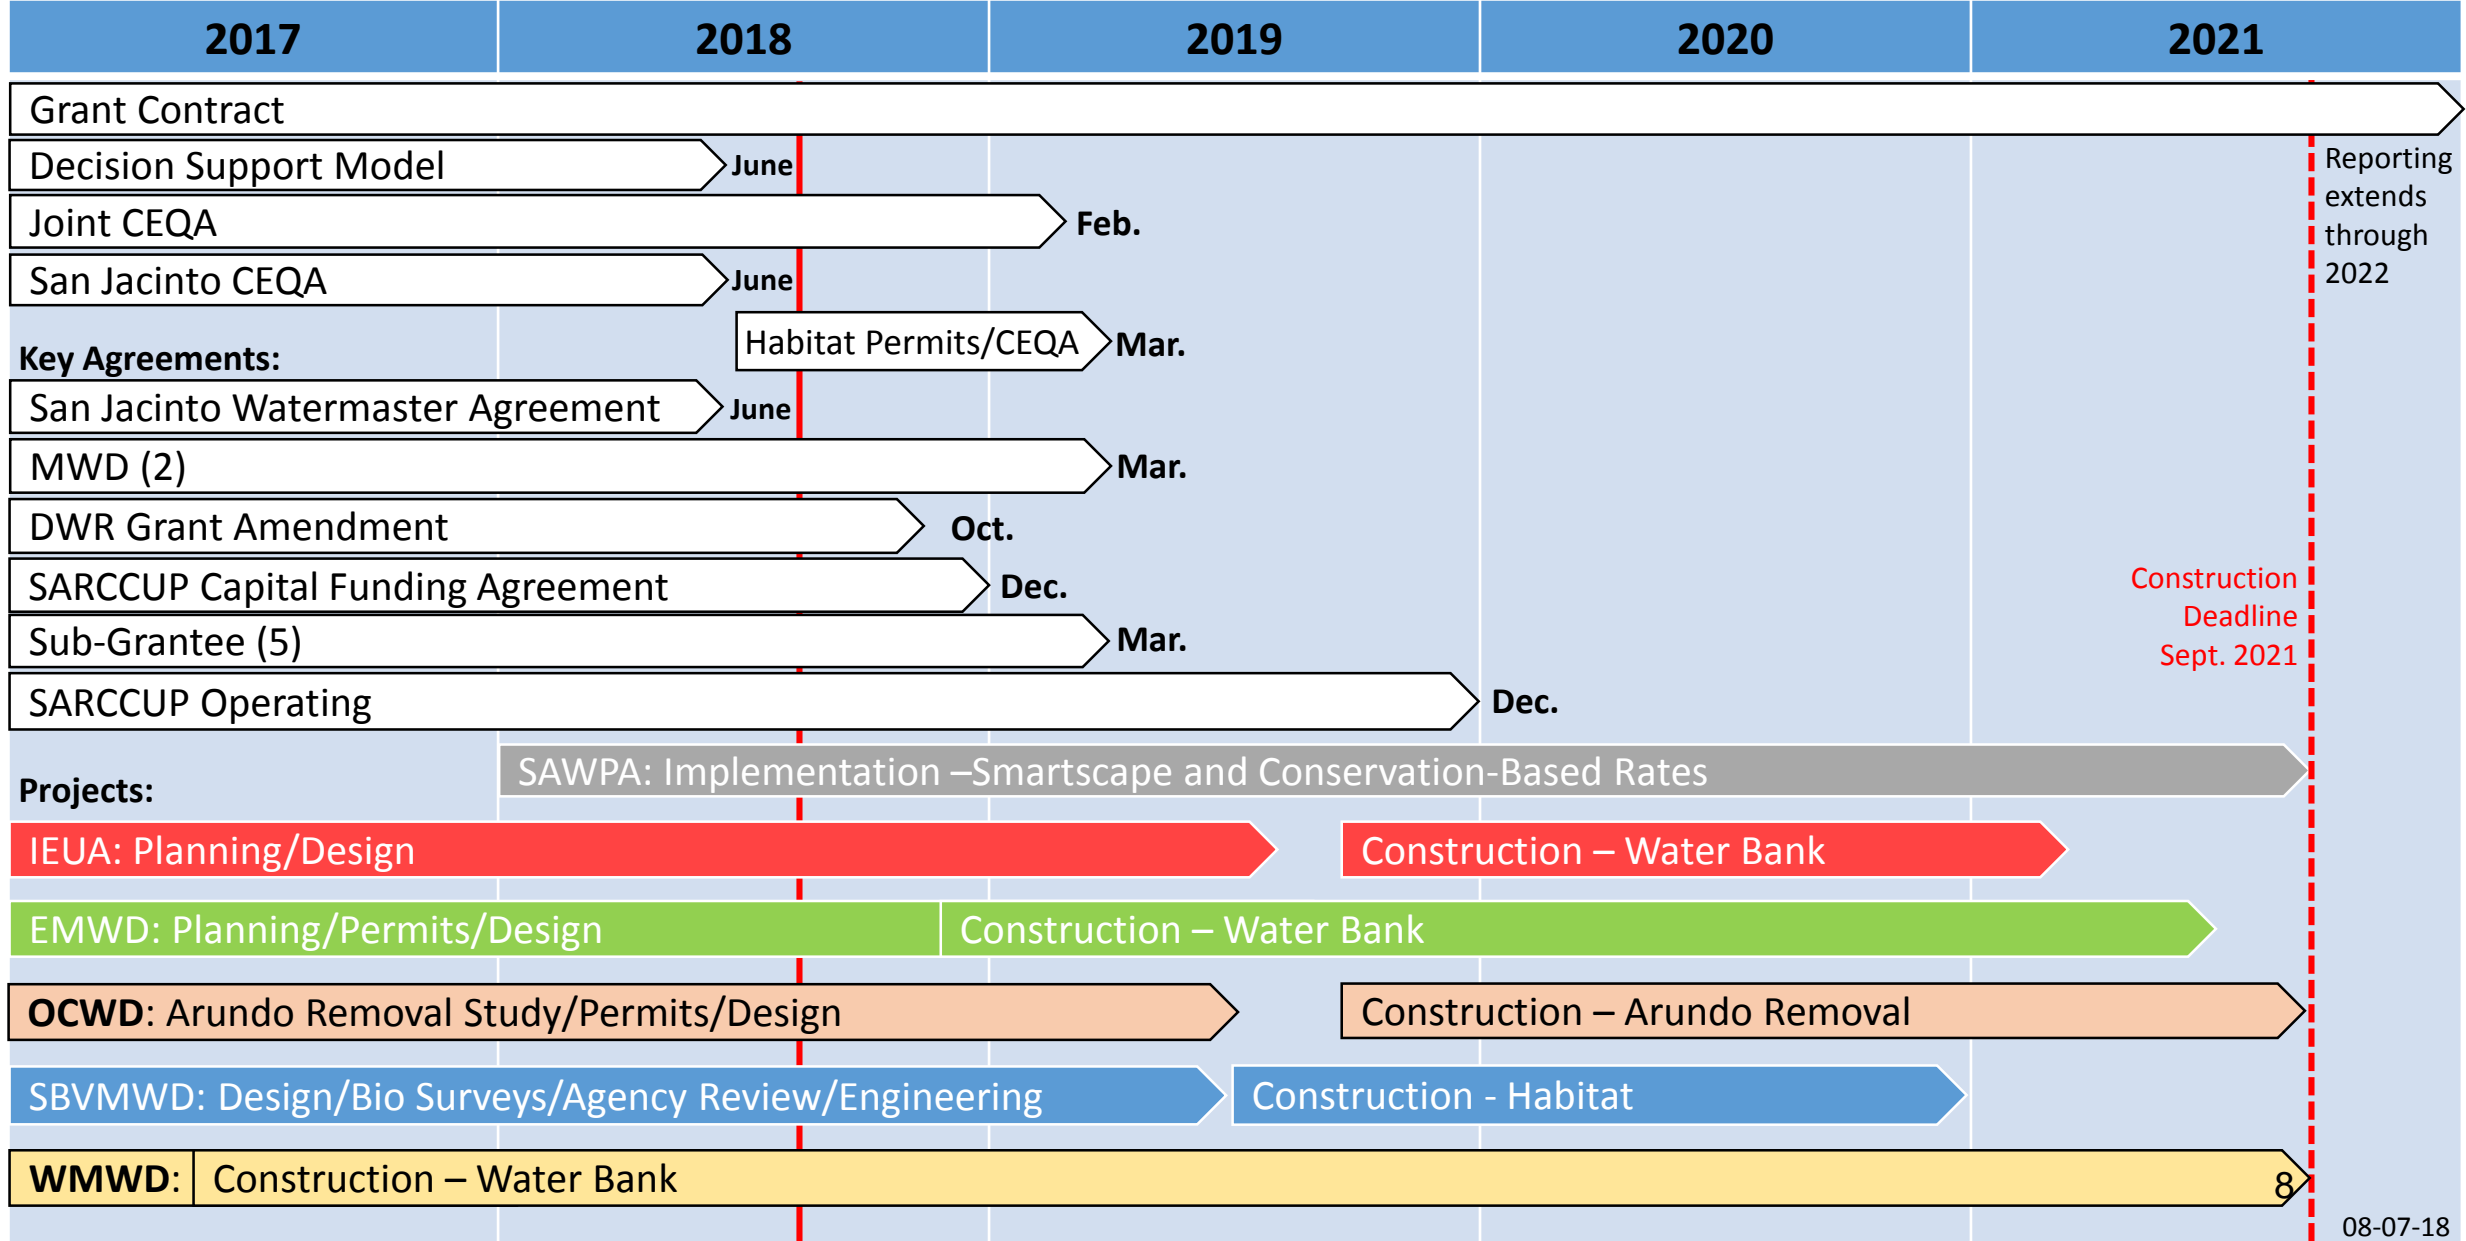 2017 2018 2019 2020 2021
Grant Contract
Decision Support Model June
Reporting
extends
through
2022
Joint CEQA Feb.
San Jacinto CEQA June
Habitat Permits/CEQA Mar.
Key Agreements:
San Jacinto Watermaster Agreement June
MWD (2) Mar.
DWR Grant Amendment Oct.
SARCCUP Capital Funding Agreement Dec.
Construction
Deadline
Sept. 2021
Sub-Grantee (5) Mar.
SARCCUP Operating Dec.
SAWPA: Implementation –Smartscape and Conservation-Based Rates
Projects:
IEUA: Planning/Design Construction – Water Bank
EMWD: Planning/Permits/Design Construction – Water Bank
OCWD: Arundo Removal Study/Permits/Design Construction – Arundo Removal
SBVMWD: Design/Bio Surveys/Agency Review/Engineering Construction - Habitat
WMWD: Construction – Water Bank 8
08-07-18